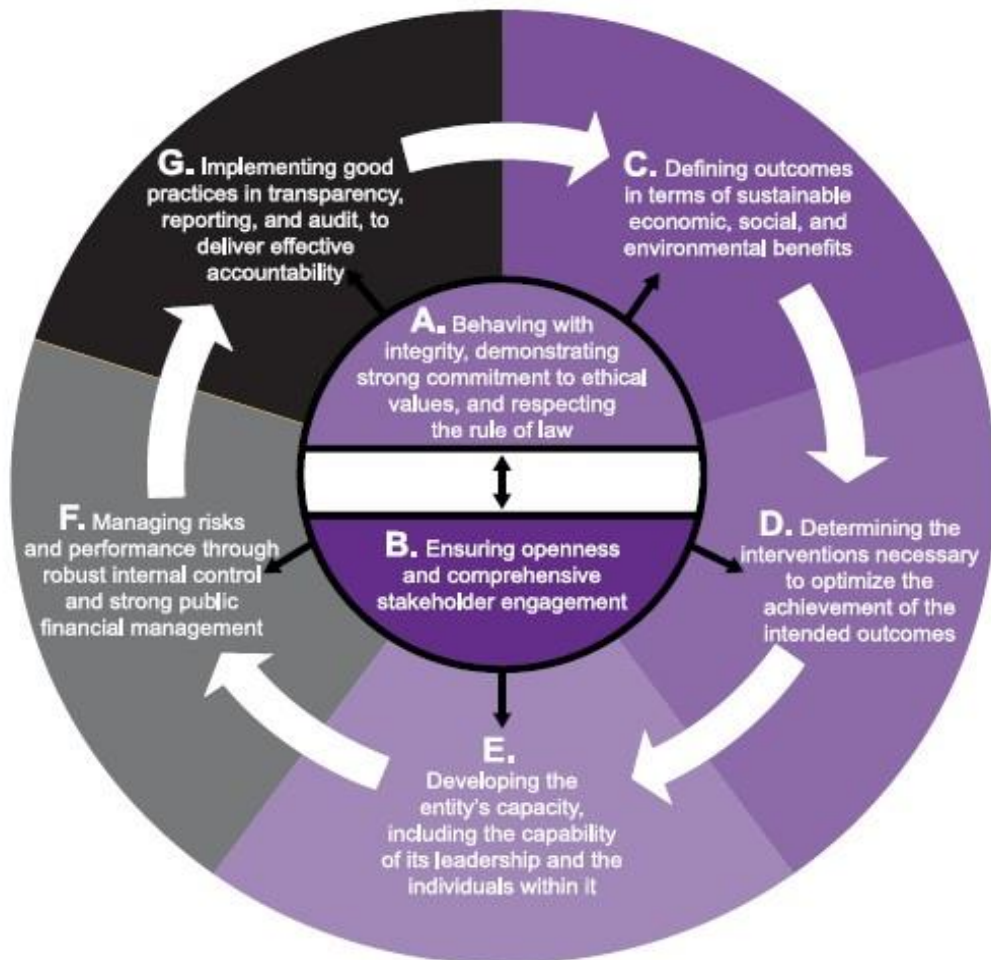 A. Behaving with
integrity, demonstrating
strong commitment to ethical
values, and respecting
the rule of law
B. Ensuring openness
and comprehensive
stakeholder engagement
C. Defining outcomes
in terms of sustainable
economic, social, and
environmental benefits
D. Determining the
interventions necessary
to optimize the
achievement of the
intended outcomes
E.
Developing the
entity's capacity,
including the capability
of its leadership and the
individuals within it
F. Managing risks
and performance through
robust internal control
and strong public
financial management
G. Implementing good
practices in transparency,
reporting, and audit, to
deliver effective
accountability